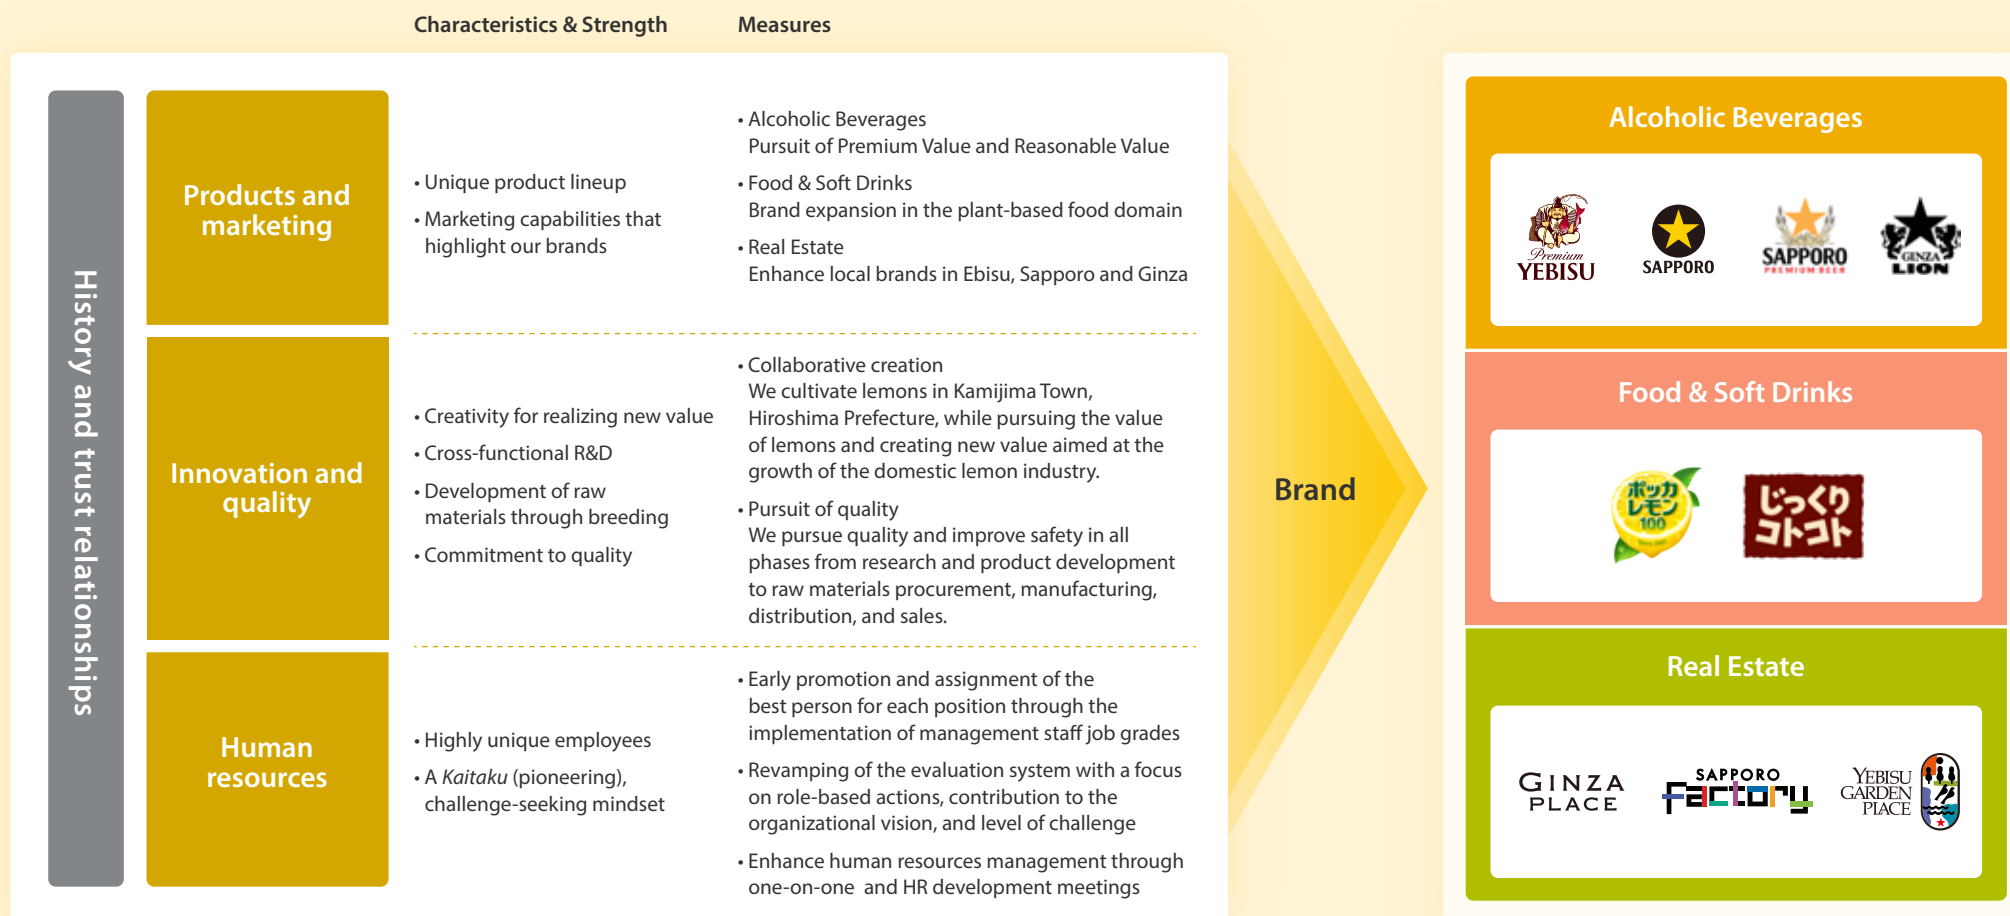 Characteristics & Strength
Measures
History and trust relationships
Products and
marketing
• Unique product lineup
• Marketing capabilities that
highlight our brands
• Alcoholic Beverages
Pursuit of Premium Value and Reasonable Value
• Food & Soft Drinks
Brand expansion in the plant-based food domain
• Real Estate
Enhance local brands in Ebisu, Sapporo and Ginza
Innovation and
quality
• Creativity for realizing new value
• Cross-functional R&D
• Development of raw
materials through breeding
• Commitment to quality
• Collaborative creation
We cultivate lemons in Kamijima Town,
Hiroshima Prefecture, while pursuing the value
of lemons and creating new value aimed at the
growth of the domestic lemon industry.
• Pursuit of quality
We pursue quality and improve safety in all
phases from research and product development
to raw materials procurement, manufacturing,
distribution, and sales.
Human
resources
• Highly unique employees
• A Kaitaku (pioneering),
challenge-seeking mindset
• Early promotion and assignment of the
best person for each position through the
implementation of management staff job grades
• Revamping of the evaluation system with a focus
on role-based actions, contribution to the
organizational vision, and level of challenge
• Enhance human resources management through
one-on-one and HR development meetings
Brand
Alcoholic Beverages
Premium
YEBISU
SAPPORO
SAPPORO
PREMIUM BEER
GINZA
LION
Food & Soft Drinks
ポッカ
レモン
100
じっくり
コトコト
Real Estate
GINZA
PLACE
SAPPORO
Factory
YEBISU
GARDEN
PLACE